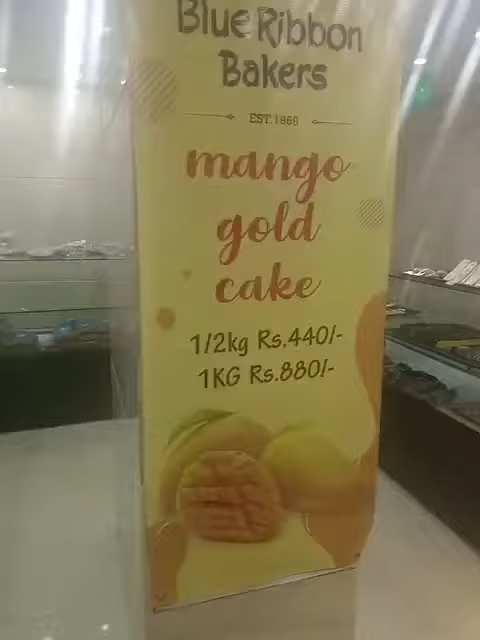 Blue Ribbon
Bakers
EST.1869
mango
gold
cake
1/2kg Rs.440/-
1KG Rs.880/-